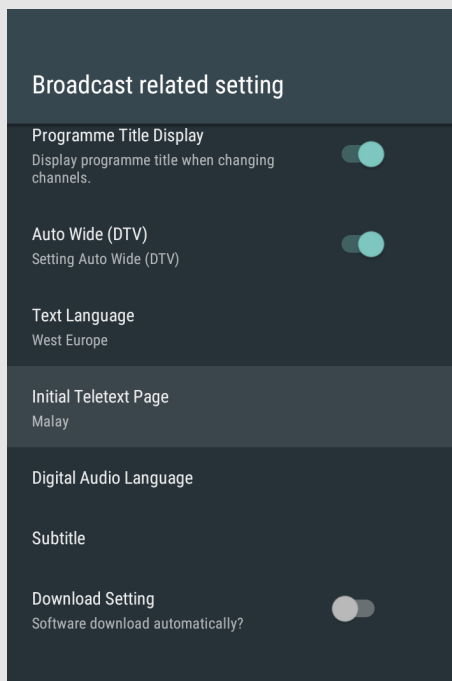 Broadcast related setting
Programme Title Display
Display programme title when changing
channels.
Auto Wide (DTV)
Setting Auto Wide (DTV)
Text Language
West Europe
Initial Teletext Page
Malay
Digital Audio Language
Subtitle
Download Setting
Software download automatically?